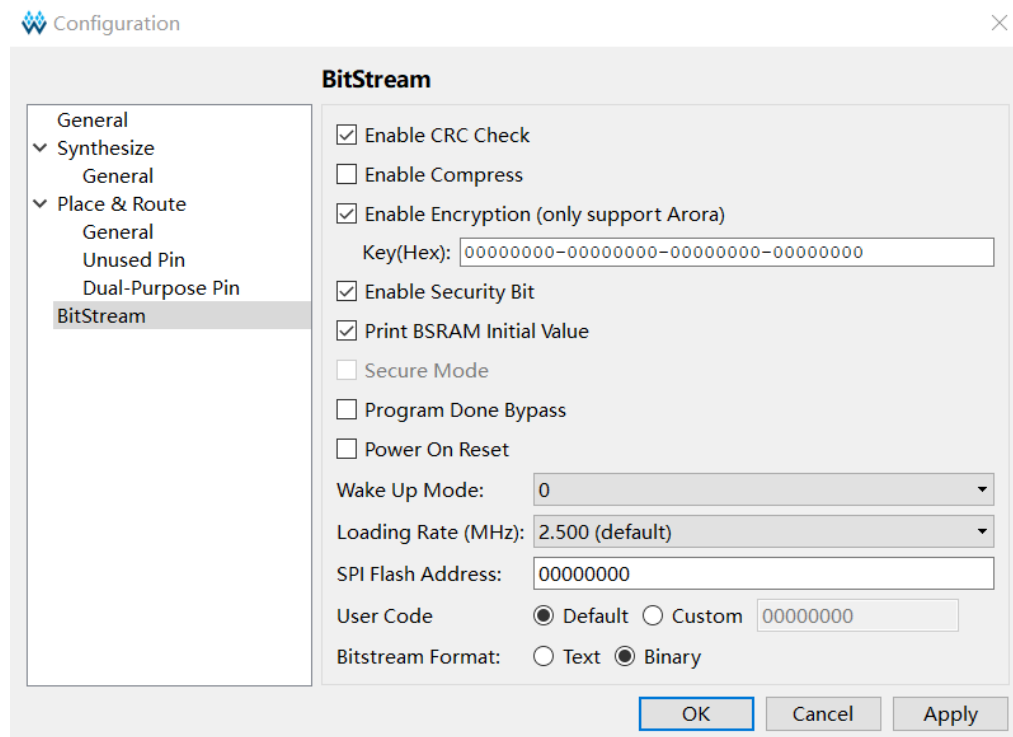 Configuration
BitStream
General
Synthesize
General
Place & Route
General
Unused Pin
Dual-Purpose Pin
BitStream
Enable CRC Check
Enable Compress
Enable Encryption (only support Arora)
Key(Hex): 00000000-00000000-00000000-00000000
Enable Security Bit
Print BSRAM Initial Value
Secure Mode
Program Done Bypass
Power On Reset
Wake Up Mode: 0
Loading Rate (MHz): 2.500 (default)
SPI Flash Address: 00000000
User Code Default Custom 00000000
Bitstream Format: Text Binary
OK Cancel Apply